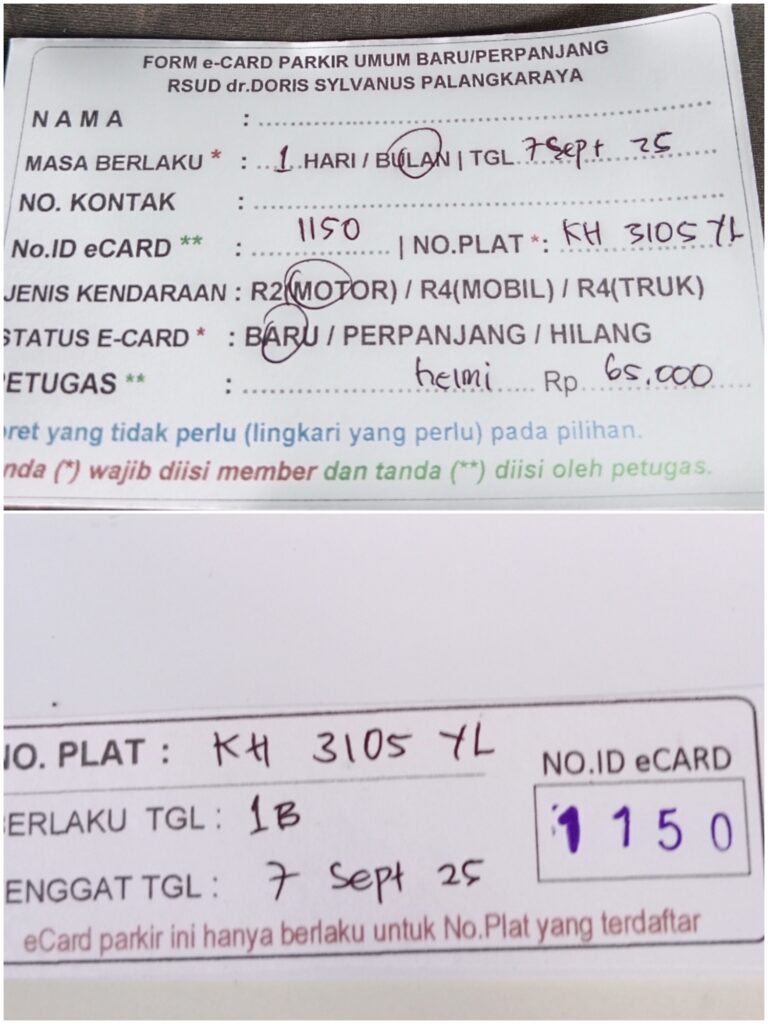 FORM e-CARD PARKIR UMUM BARU/PERPANJANG
RSUD dr.DORIS SYLVANUS PALANGKARAYA
NAMA :
MASA BERLAKU * : 1 HARI / BULAN | TGL 7 Sept 25
NO. KONTAK :
No.ID eCARD ** : 1150 | NO.PLAT *: KH 3105 YL
JENIS KENDARAAN : R2(MOTOR) / R4(MOBIL) / R4(TRUK)
STATUS E-CARD * : BARU / PERPANJANG / HILANG
ETUGAS ** : helmi Rp 65.000
oret yang tidak perlu (lingkari yang perlu) pada pilihan.
nda (*) wajib diisi member dan tanda (**) diisi oleh petugas.
NO. PLAT : KH 3105 YL
NO.ID eCARD
1150
ERLAKU TGL : 1B
ENGGAT TGL : 7 Sept 25
eCard parkir ini hanya berlaku untuk No.Plat yang terdaftar